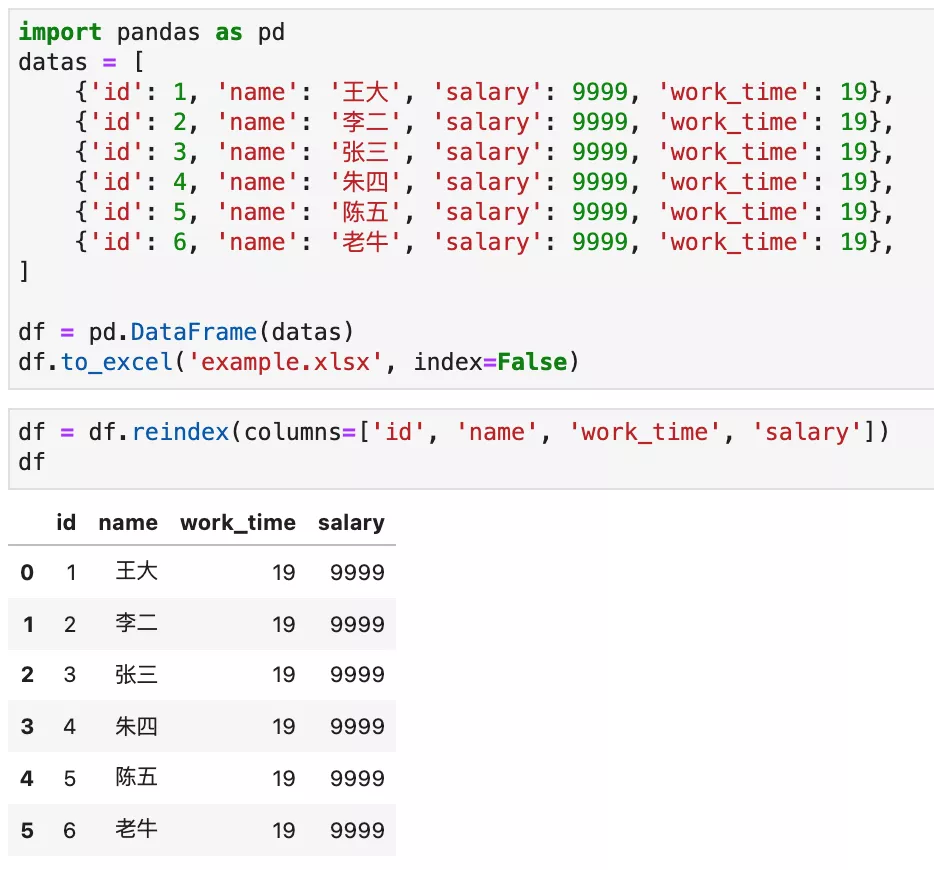 import pandas as pd
datas = [
    {'id': 1, 'name': '王大', 'salary': 9999, 'work_time': 19},
    {'id': 2, 'name': '李二', 'salary': 9999, 'work_time': 19},
    {'id': 3, 'name': '张三', 'salary': 9999, 'work_time': 19},
    {'id': 4, 'name': '朱四', 'salary': 9999, 'work_time': 19},
    {'id': 5, 'name': '陈五', 'salary': 9999, 'work_time': 19},
    {'id': 6, 'name': '老牛', 'salary': 9999, 'work_time': 19},
]
df = pd.DataFrame(datas)
df.to_excel('example.xlsx', index=False)
df = df.reindex(columns=['id', 'name', 'work_time', 'salary'])
df
id name work_time salary
0 1 王大 19 9999
1 2 李二 19 9999
2 3 张三 19 9999
3 4 朱四 19 9999
4 5 陈五 19 9999
5 6 老牛 19 9999